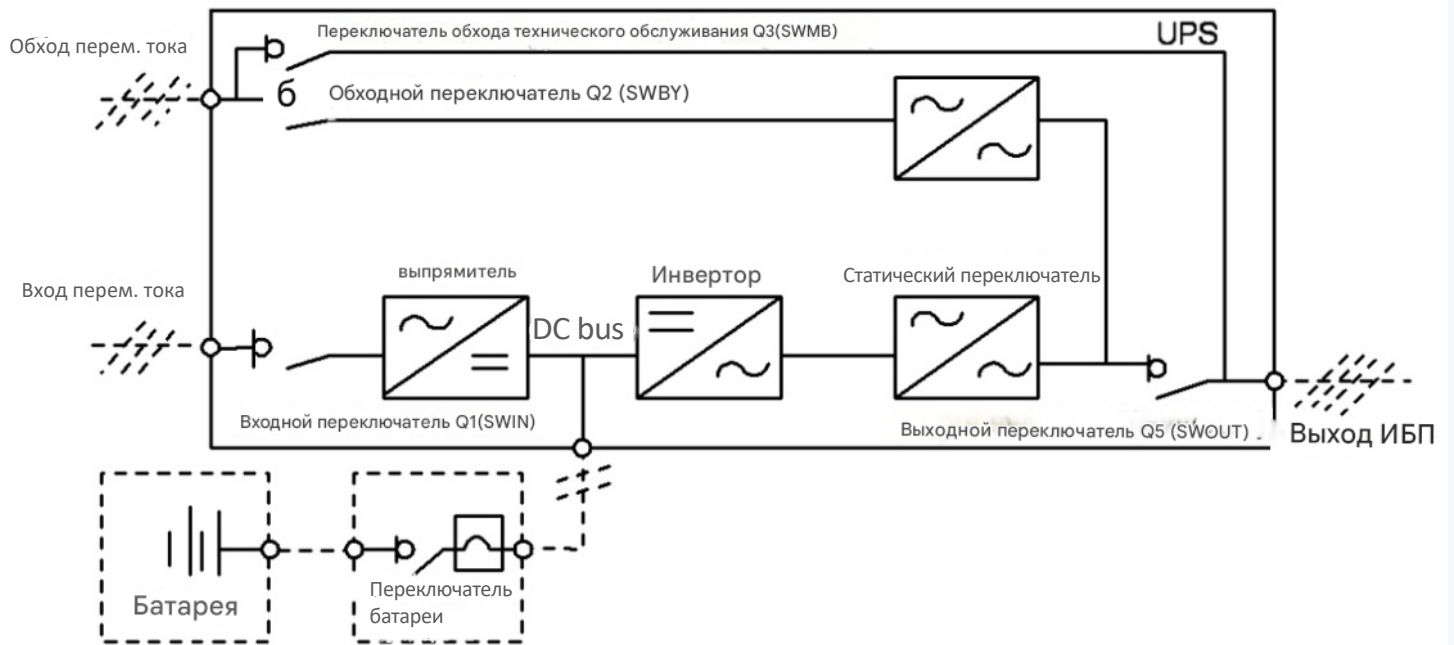 Переключатель обхода технического обслуживания Q3(SWMB)
UPS
Обход перем. тока
б
Обходной переключатель Q2 (SWBY)
выпрямитель
Инвертор
Статический переключатель
Вход перем. тока
DC bus
Входной переключатель Q1(SWIN)
Выходной переключатель Q5 (SWOUT)
Выход ИБП
Батарея
Переключатель
батареи